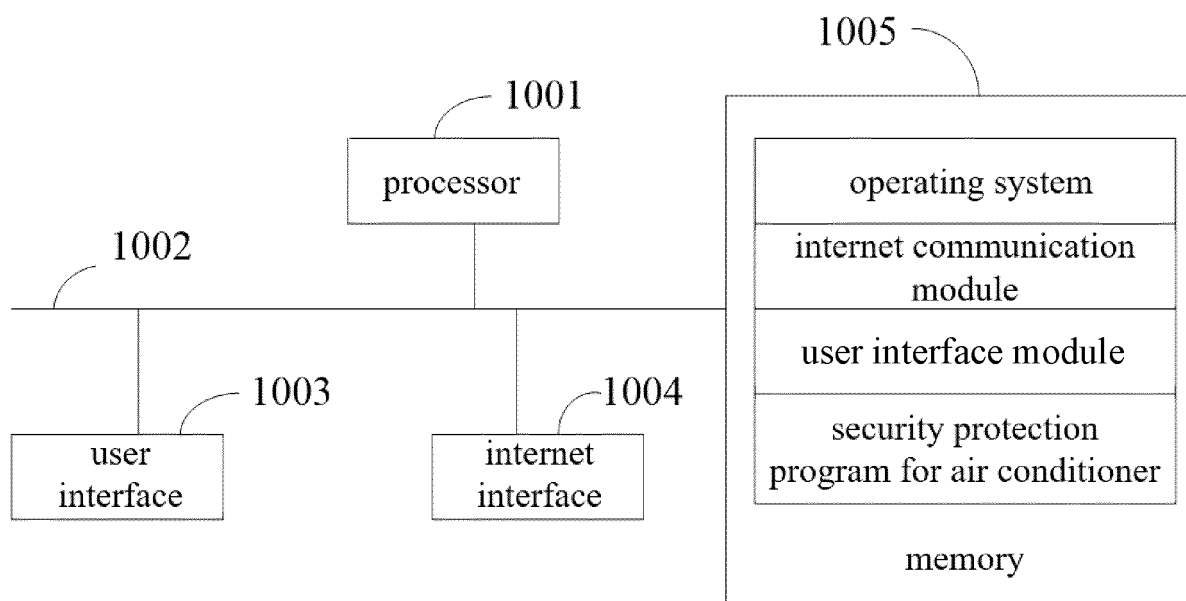 1005
1001
processor
operating system
1002
internet communication
module
user interface module
1003
1004
user
interface
internet
interface
security protection
program for air conditioner
memory